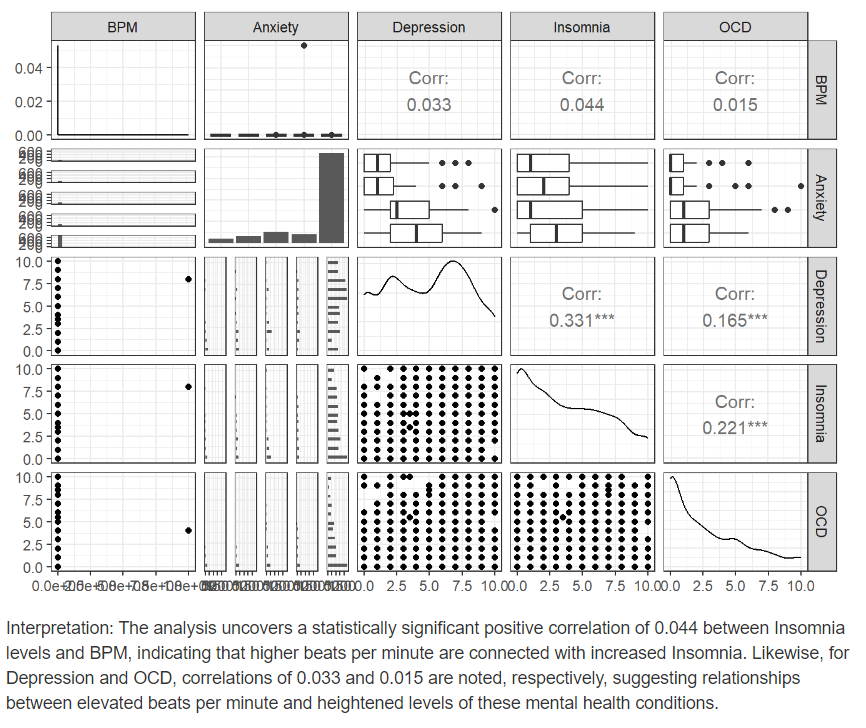 BPM Anxiety Depression Insomnia OCD
0.04
0.02
0.00
Corr:
0.033
Corr:
0.044
Corr:
0.015
BPM
Anxiety
10.0
7.5
5.0
2.5
0.0
Corr:
0.331***
Corr:
0.165***
Depression
10.0
7.5
5.0
2.5
0.0
Corr:
0.221***
Insomnia
10.0
7.5
5.0
2.5
0.0
OCD
0.0 2.5 5.0 7.5 10.0
Interpretation: The analysis uncovers a statistically significant positive correlation of 0.044 between Insomnia
levels and BPM, indicating that higher beats per minute are connected with increased Insomnia. Likewise, for
Depression and OCD, correlations of 0.033 and 0.015 are noted, respectively, suggesting relationships
between elevated beats per minute and heightened levels of these mental health conditions.